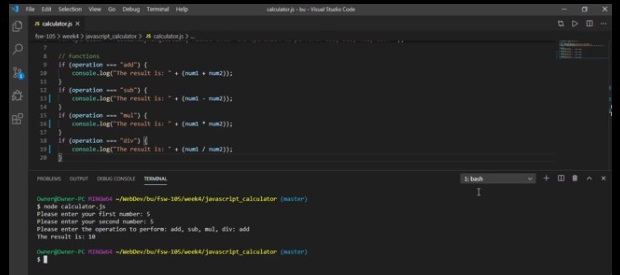 File Edit Selection View Go Debug Terminal Help
calculator.js - bu - Visual Studio Code
JS calculator.js ×
fsw-105 > week4 > javascript_calculator > JS calculator.js > ...
7
8 // Functions
9 if (operation === "add") {
10 console.log("The result is: " + (num1 + num2));
11 }
12 if (operation === "sub") {
13 console.log("The result is: " + (num1 - num2));
14 }
15 if (operation === "mul") {
16 console.log("The result is: " + (num1 * num2));
17 }
18 if (operation === "div") {
19 console.log("The result is: " + (num1 / num2));
20 }
PROBLEMS OUTPUT DEBUG CONSOLE TERMINAL
1: bash
Owner@Owner-PC MINGW64 ~/WebDev/bu/fsw-105/week4/javascript_calculator (master)
$ node calculator.js
Please enter your first number: 5
Please enter your second number: 5
Please enter the operation to perform: add, sub, mul, div: add
The result is: 10
Owner@Owner-PC MINGW64 ~/WebDev/bu/fsw-105/week4/javascript_calculator (master)
$